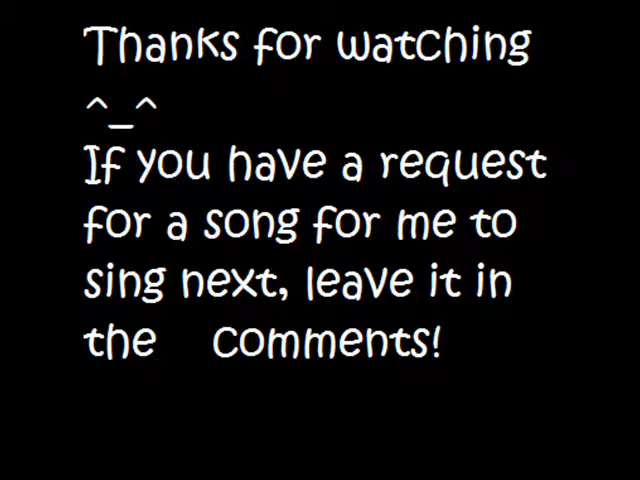 Thanks for watching
^_^
If you have a request
for a song for me to
sing next, leave it in
the comments!